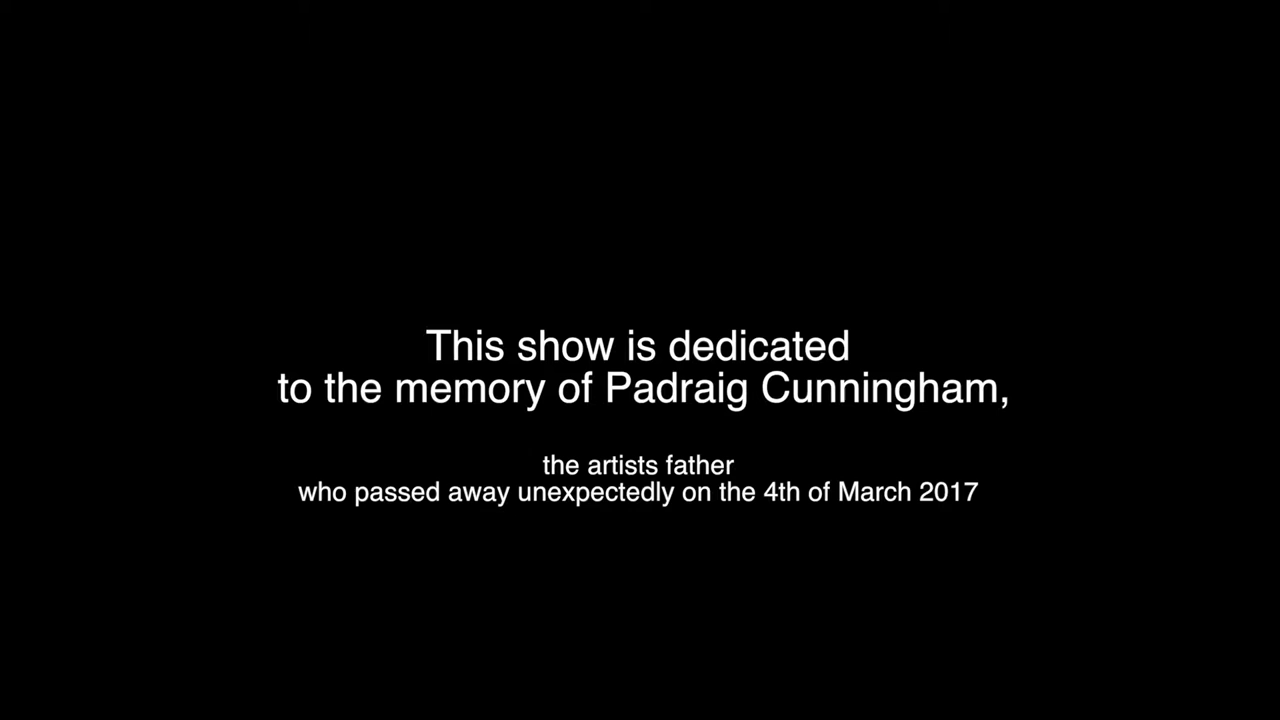 This show is dedicated
to the memory of Padraig Cunningham,
the artists father
who passed away unexpectedly on the 4th of March 2017